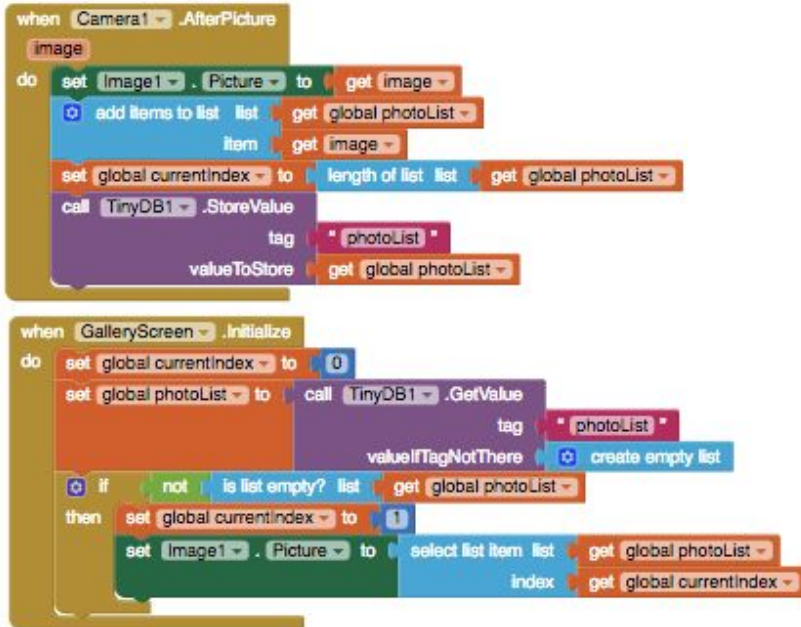 when Camera1 .AfterPicture
image
do set Image1 . Picture to get image
add items to list list get global photoList
item get image
set global currentIndex to length of list list get global photoList
call TinyDB1 .StoreValue
tag " photoList "
valueToStore get global photoList
when GalleryScreen .Initialize
do set global currentIndex to 0
set global photoList to call TinyDB1 .GetValue
tag " photoList "
valueIfTagNotThere create empty list
if not is list empty? list get global photoList
then set global currentIndex to 1
set Image1 . Picture to select list item list get global photoList
index get global currentIndex